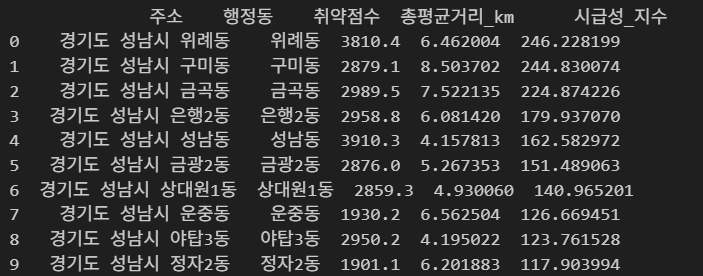 주소 행정동 취약점수 총평균거리_km 시급성_지수
0 경기도 성남시 위례동 위례동 3810.4 6.462004 246.228199
1 경기도 성남시 구미동 구미동 2879.1 8.503702 244.830074
2 경기도 성남시 금곡동 금곡동 2989.5 7.522135 224.874226
3 경기도 성남시 은행2동 은행2동 2958.8 6.081420 179.937070
4 경기도 성남시 성남동 성남동 3910.3 4.157813 162.582972
5 경기도 성남시 금광2동 금광2동 2876.0 5.267353 151.489063
6 경기도 성남시 상대원1동 상대원1동 2859.3 4.930060 140.965201
7 경기도 성남시 운중동 운중동 1930.2 6.562504 126.669451
8 경기도 성남시 야탑3동 야탑3동 2950.2 4.195022 123.761528
9 경기도 성남시 정자2동 정자2동 1901.1 6.201883 117.903994